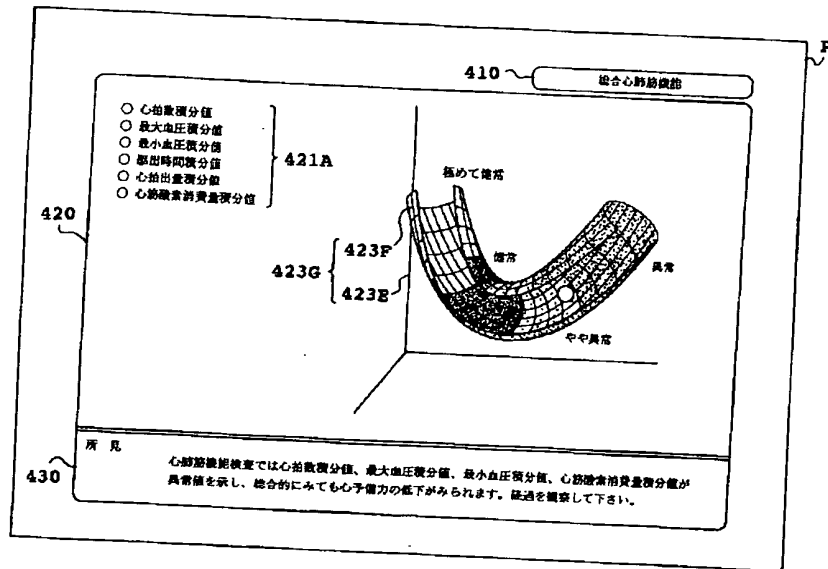 P
410
総合心肺筋機能
心拍数積分値
最大血圧積分値
最小血圧積分値
駆出時間積分値
心拍出量積分値
心筋酸素消費量積分値
421A
極めて健常
420
423F
健常
423G
423E
異常
やや異常
所 見
430
心肺筋機能検査では心拍数積分値、最大血圧積分値、最小血圧積分値、心筋酸素消費量積分値が
異常値を示し、総合的にみても心予備力の低下がみられます。経過を観察して下さい。